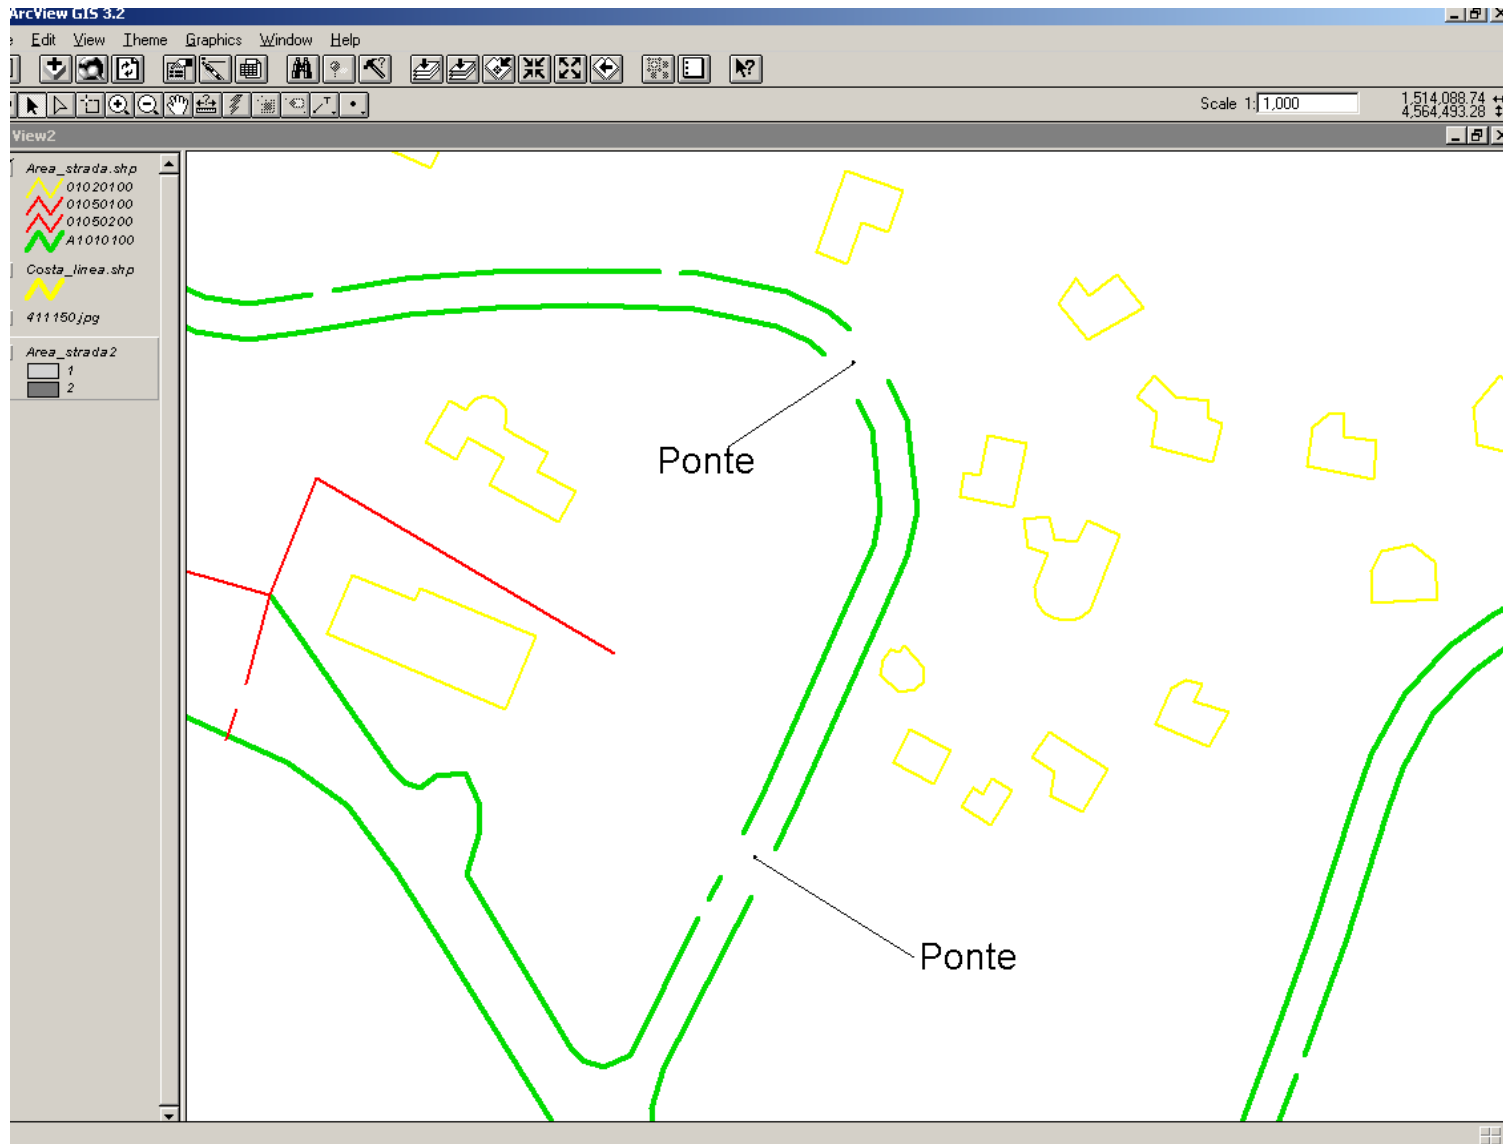 ArcView GIS 3.2
Edit View Theme Graphics Window Help
Scale 1: 1,000
1,514,088.74
4,564,493.28
View2
Area_strada.shp
01020100
01050100
01050200
A1010100
Costa_linea.shp
411150.jpg
Area_strada2
1
2
Ponte
Ponte